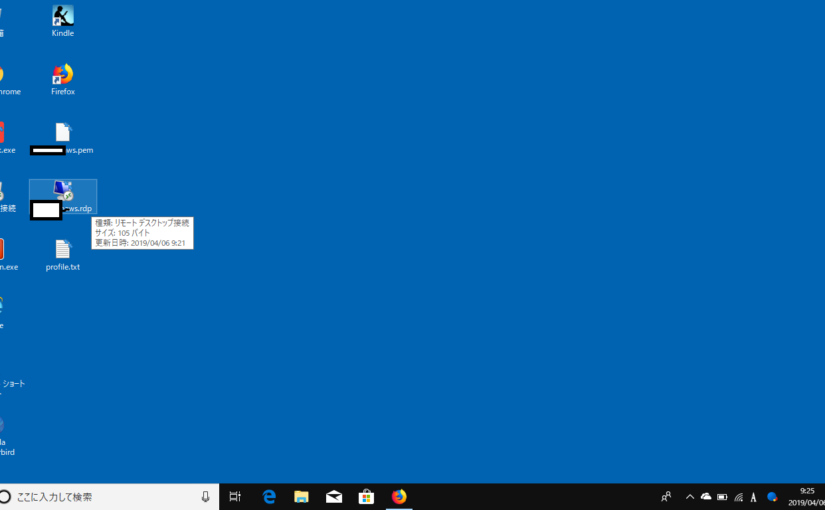 Kindle
hrome
Firefox
.exe
ws.pem
接続
ws.rdp
種類: リモート デスクトップ接続
サイズ: 105 バイト
更新日時: 2019/04/06 9:21
n.exe
profile.txt
e
ショート
la
bird
ここに入力して検索
A
9:25
2019/04/06